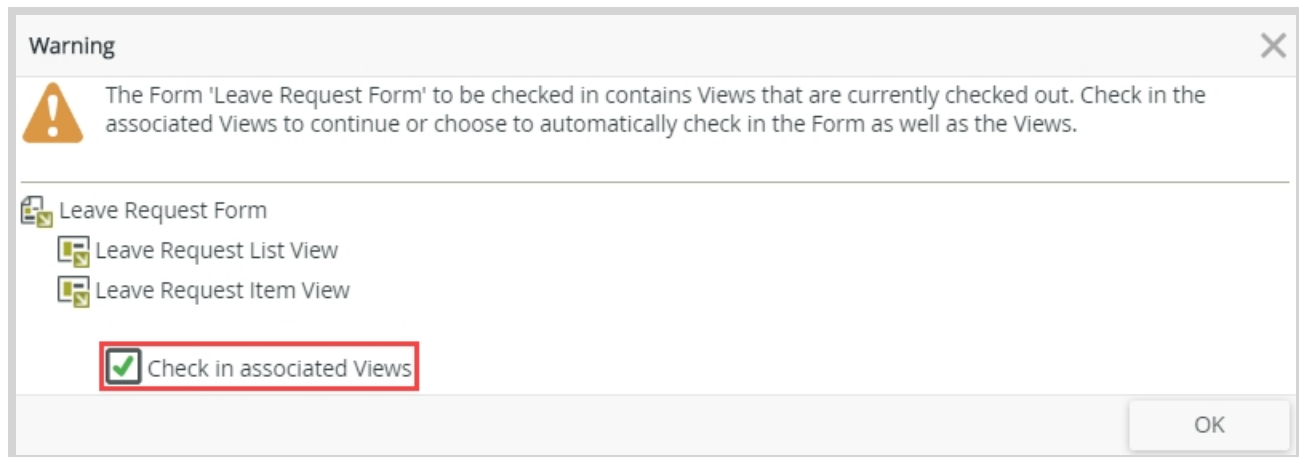 Warning
The Form 'Leave Request Form' to be checked in contains Views that are currently checked out. Check in the
associated Views to continue or choose to automatically check in the Form as well as the Views.
Leave Request Form
Leave Request List View
Leave Request Item View
Check in associated Views
OK